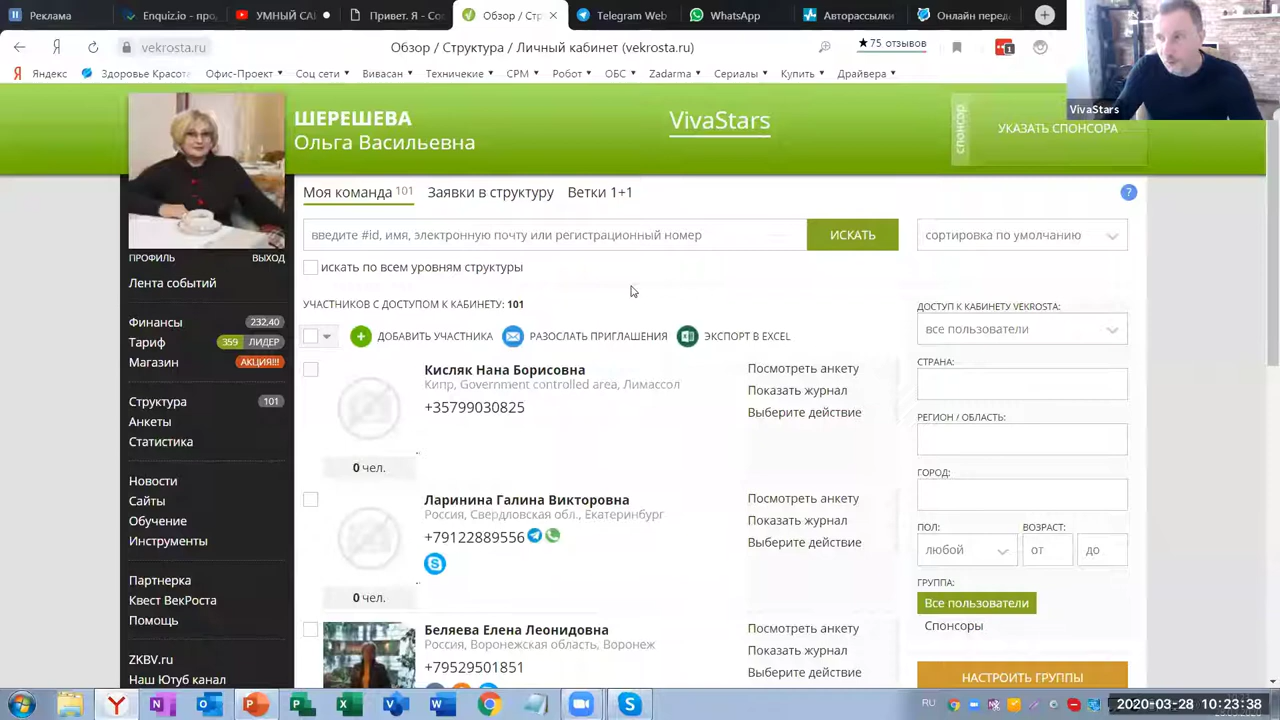 Реклама
Enquiz.io - про
УМНЫЙ СА
Привет. Я - Со
Обзор / Стр
Telegram Web
WhatsApp
Авторассылки
Онлайн перед
vekrosta.ru
Обзор / Структура / Личный кабинет (vekrosta.ru)
★75 отзывов
1
Яндекс
Здоровье Красота
Офис-Проект
Соц сети
Вивасан
Техничекие
СРМ
Робот
ОБС
Zadarma
Сериалы
Купить
Драйвера
VivaStars
ШЕРЕШЕВА
Ольга Васильевна
VivaStars
спонсор
УКАЗАТЬ СПОНСОРА
ПРОФИЛЬ
ВЫХОД
Лента событий
Финансы 232,40
Тариф 359 ЛИДЕР
Магазин АКЦИЯ!!!
Структура 101
Анкеты
Статистика
Новости
Сайты
Обучение
Инструменты
Партнерка
Квест ВекРоста
Помощь
ZKBV.ru
Наш Ютуб канал
Моя команда 101
Заявки в структуру
Ветки 1+1
?
введите #id, имя, электронную почту или регистрационный номер
ИСКАТЬ
сортировка по умолчанию
искать по всем уровням структуры
УЧАСТНИКОВ С ДОСТУПОМ К КАБИНЕТУ: 101
ДОБАВИТЬ УЧАСТНИКА
РАЗОСЛАТЬ ПРИГЛАШЕНИЯ
ЭКСПОРТ В EXCEL
Кисляк Нана Борисовна
Кипр, Government controlled area, Лимассол
+35799030825
0 чел.
Посмотреть анкету
Показать журнал
Выберите действие
Ларинина Галина Викторовна
Россия, Свердловская обл., Екатеринбург
+79122889556
0 чел.
Посмотреть анкету
Показать журнал
Выберите действие
Беляева Елена Леонидовна
Россия, Воронежская область, Воронеж
+79529501851
Посмотреть анкету
Показать журнал
Выберите действие
ДОСТУП К КАБИНЕТУ VEKROSTA:
все пользователи
СТРАНА:
РЕГИОН / ОБЛАСТЬ:
ГОРОД:
ПОЛ:
ВОЗРАСТ:
любой
от
до
ГРУППА:
Все пользователи
Спонсоры
НАСТРОИТЬ ГРУППЫ
RU
2020-03-28 10:23:38